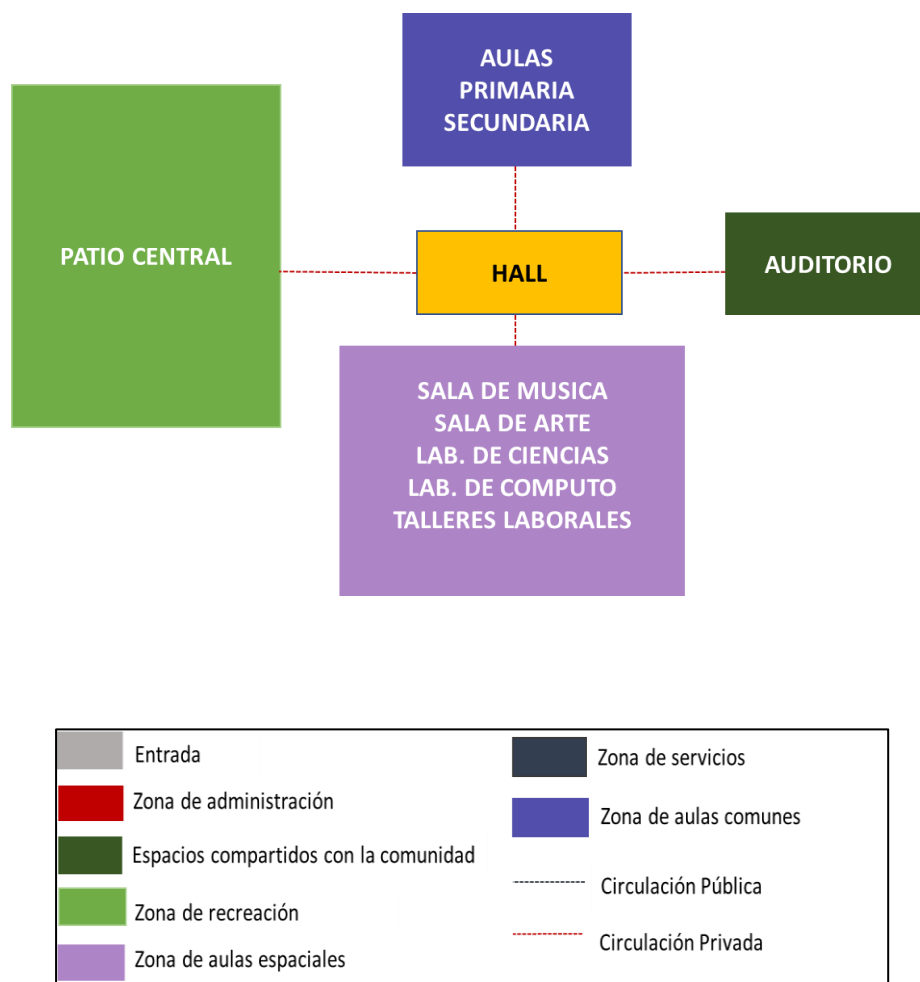 AULAS
PRIMARIA
SECUNDARIA
PATIO CENTRAL
HALL
AUDITORIO
SALA DE MUSICA
SALA DE ARTE
LAB. DE CIENCIAS
LAB. DE COMPUTO
TALLERES LABORALES
Entrada
Zona de administración
Espacios compartidos con la comunidad
Zona de recreación
Zona de aulas espaciales
Zona de servicios
Zona de aulas comunes
Circulación Pública
Circulación Privada